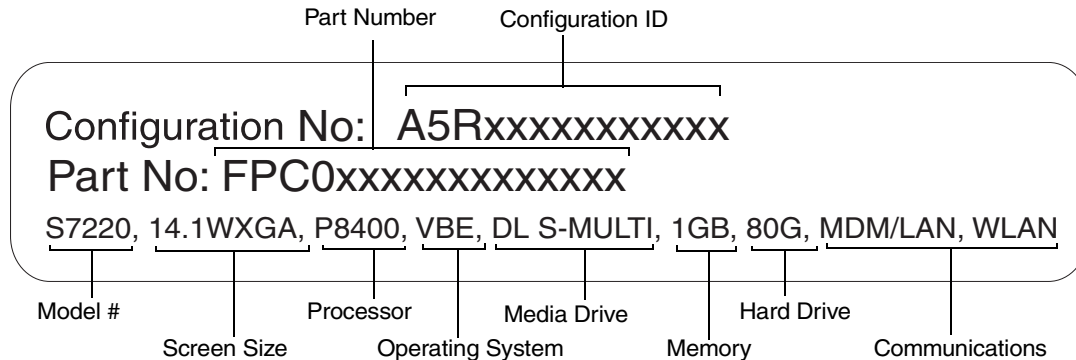 Part Number Configuration ID
Configuration No: A5Rxxxxxxxxxxx
Part No: FPC0xxxxxxxxxxxxx
S7220, 14.1WXGA, P8400, VBE, DL S-MULTI, 1GB, 80G, MDM/LAN, WLAN
Model # Processor Media Drive Hard Drive
Screen Size Operating System Memory Communications